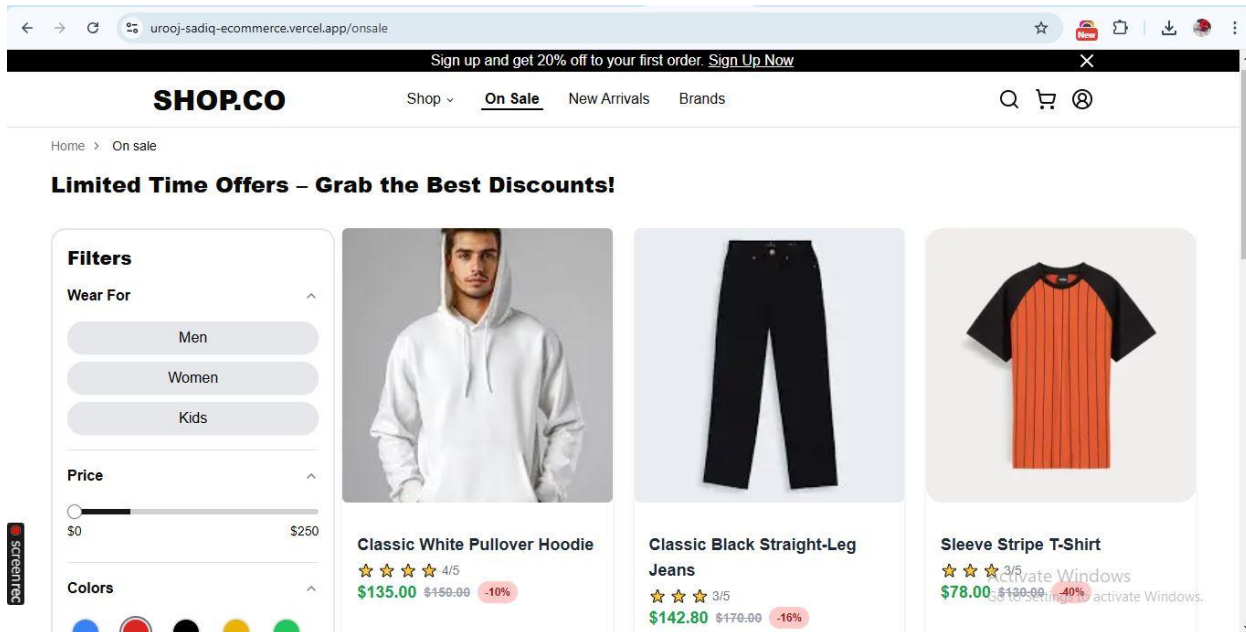 urooj-sadiq-ecommerce.vercel.app/onsale
New
Sign up and get 20% off to your first order. Sign Up Now
SHOP.CO
Shop
On Sale
New Arrivals
Brands
Home > On sale
Limited Time Offers – Grab the Best Discounts!
Filters
Wear For
Men
Women
Kids
Price
$0
$250
Colors
Classic White Pullover Hoodie
4/5
$135.00 $150.00 -10%
Classic Black Straight-Leg
Jeans
3/5
$142.80 $170.00 -16%
Sleeve Stripe T-Shirt
3/5
$78.00 $130.00 -40%
Activate Windows
Go to Settings to activate Windows.
screenrec